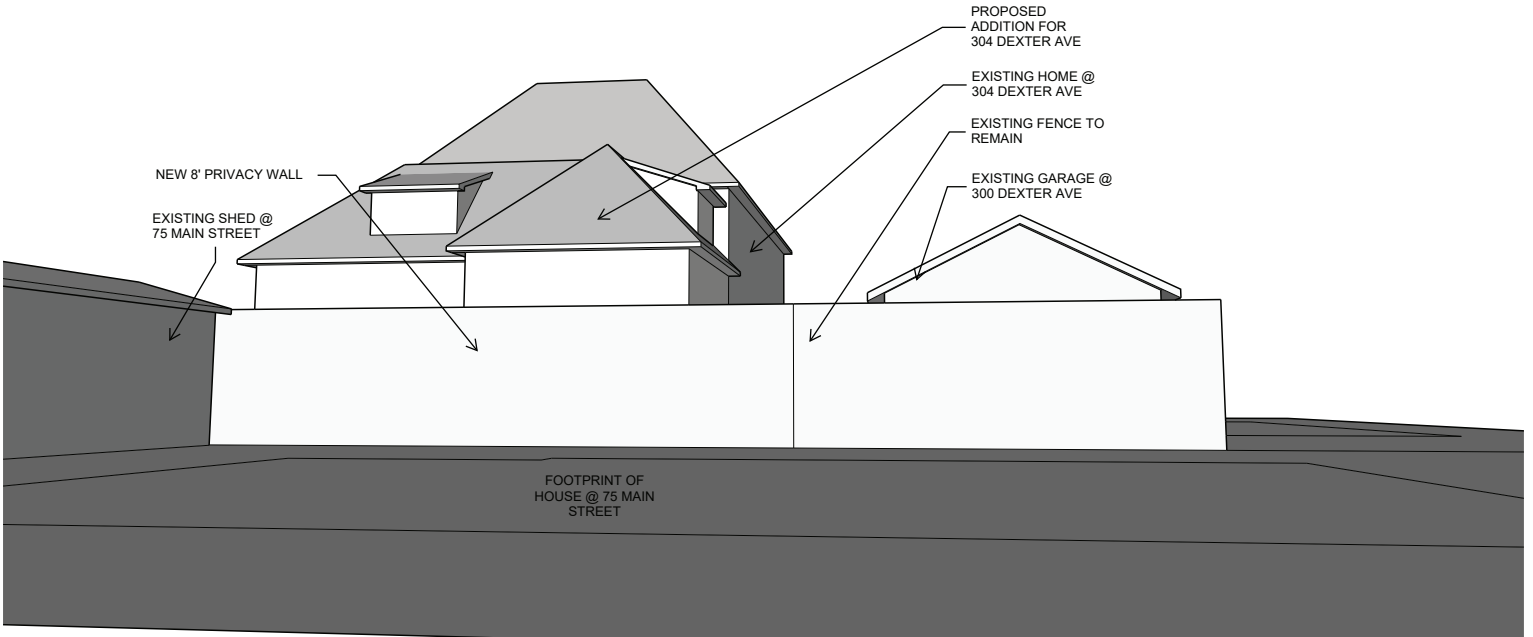 PROPOSED
ADDITION FOR
304 DEXTER AVE
EXISTING HOME @
304 DEXTER AVE
EXISTING FENCE TO
REMAIN
EXISTING GARAGE @
300 DEXTER AVE
NEW 8' PRIVACY WALL
EXISTING SHED @
75 MAIN STREET
FOOTPRINT OF
HOUSE @ 75 MAIN
STREET